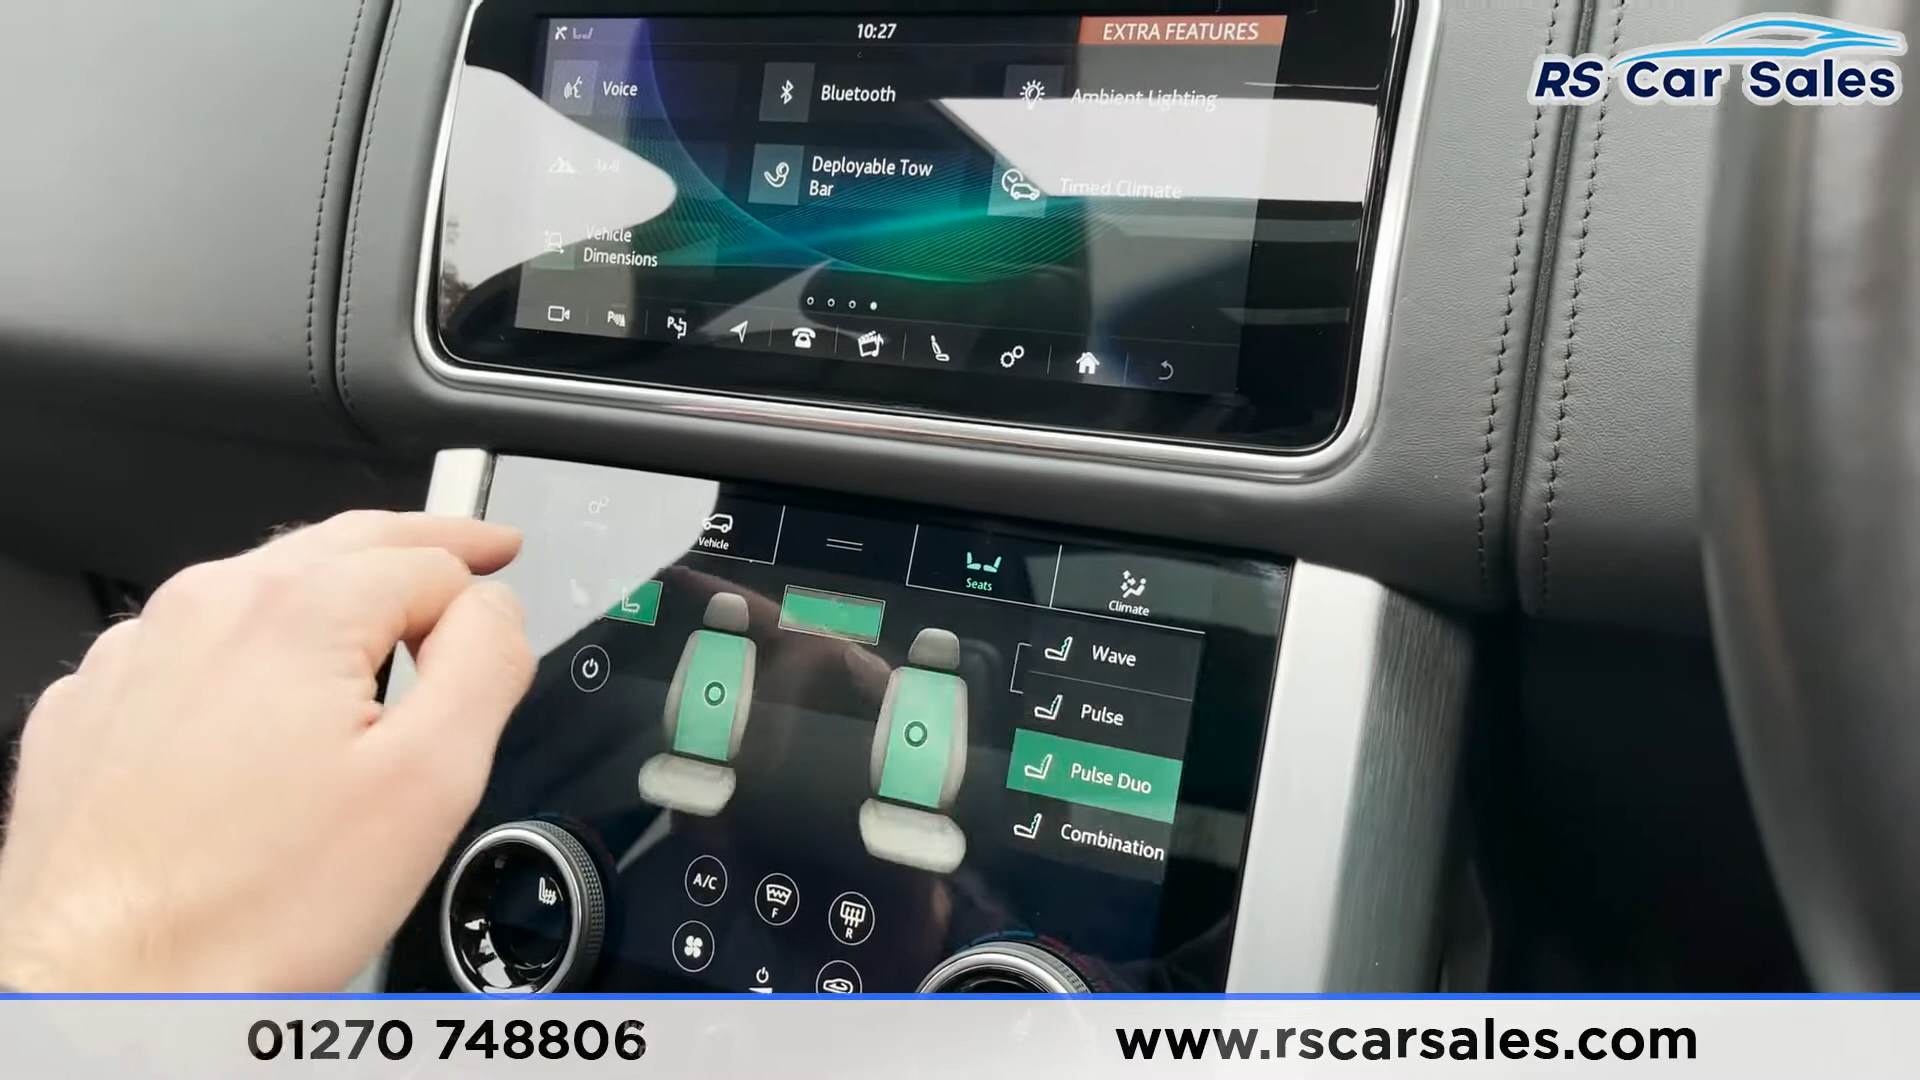 10:27
EXTRA FEATURES
RS Car Sales
Voice
Bluetooth
Ambient Lighting
Deployable Tow
Bar
Timed Climate
Vehicle
Dimensions
Vehicle
Seats
Climate
Wave
Pulse
Pulse Duo
Combination
A/C
F
R
01270 748806
www.rscarsales.com